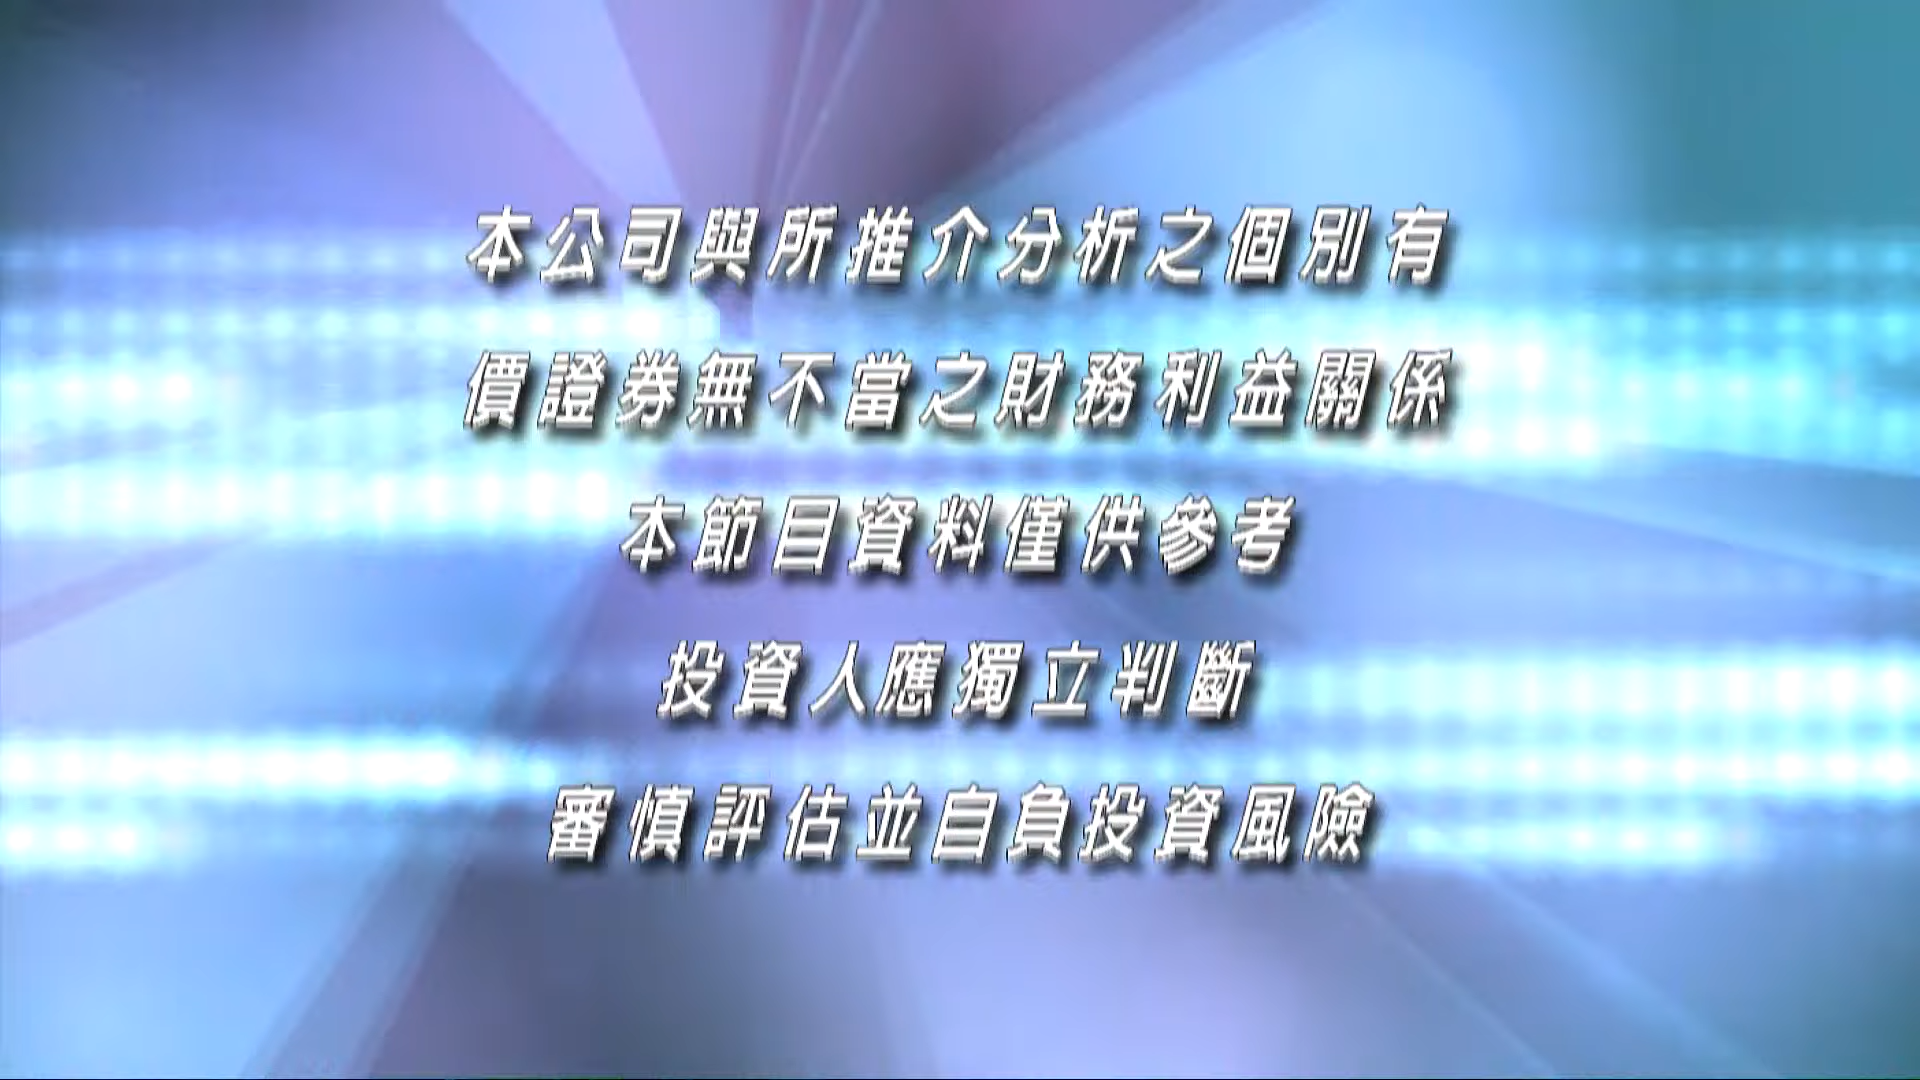 本公司與所推介分析之個別有
價證券無不當之財務利益關係
本節目資料僅供參考
投資人應獨立判斷
審慎評估並自負投資風險